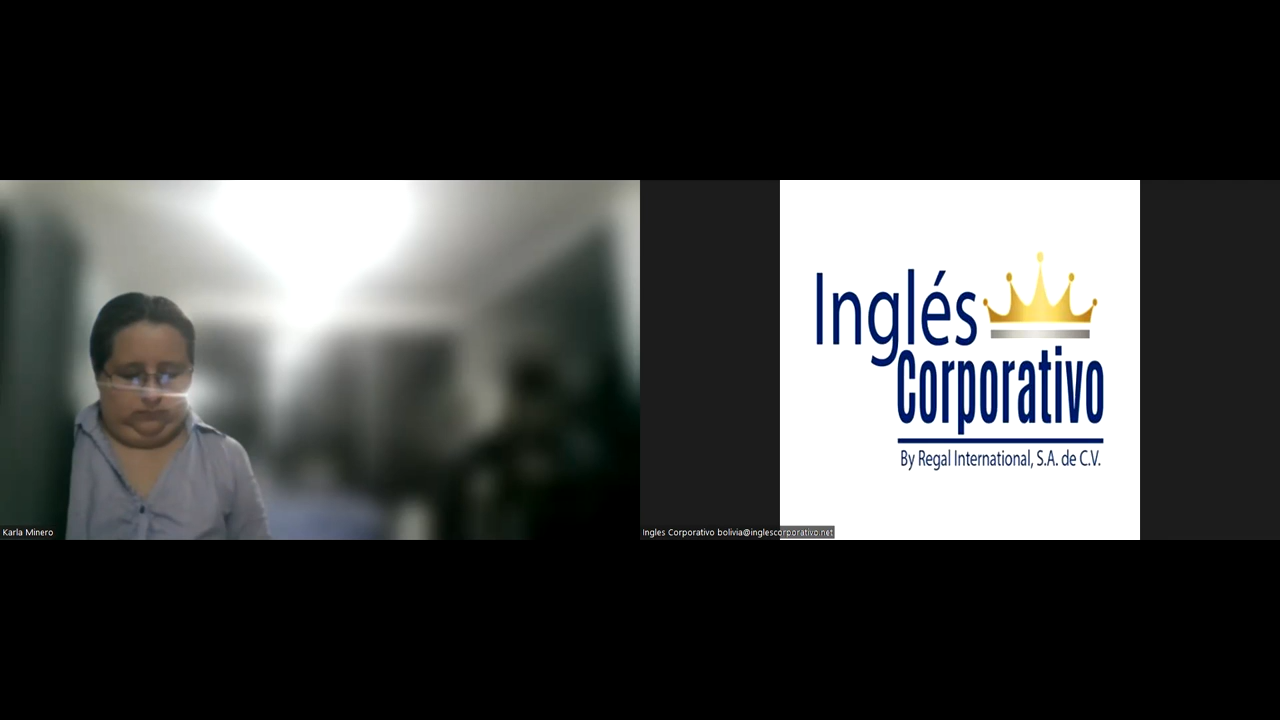 Inglés
Corporativo
By Regal International, S.A. de C.V.
Karla Minero
Ingles Corporativo bolivia@inglescorporativo.net